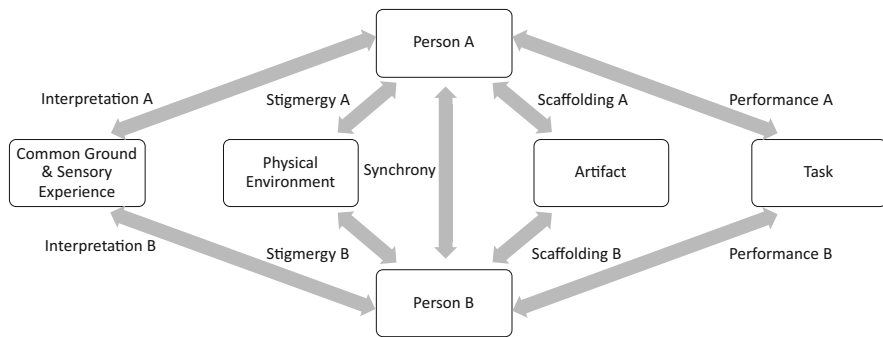 Person A
Interpretation A
Stigmergy A
Scaffolding A
Performance A
Common Ground
& Sensory
Experience
Physical
Environment
Synchrony
Artifact
Task
Interpretation B
Stigmergy B
Scaffolding B
Performance B
Person B